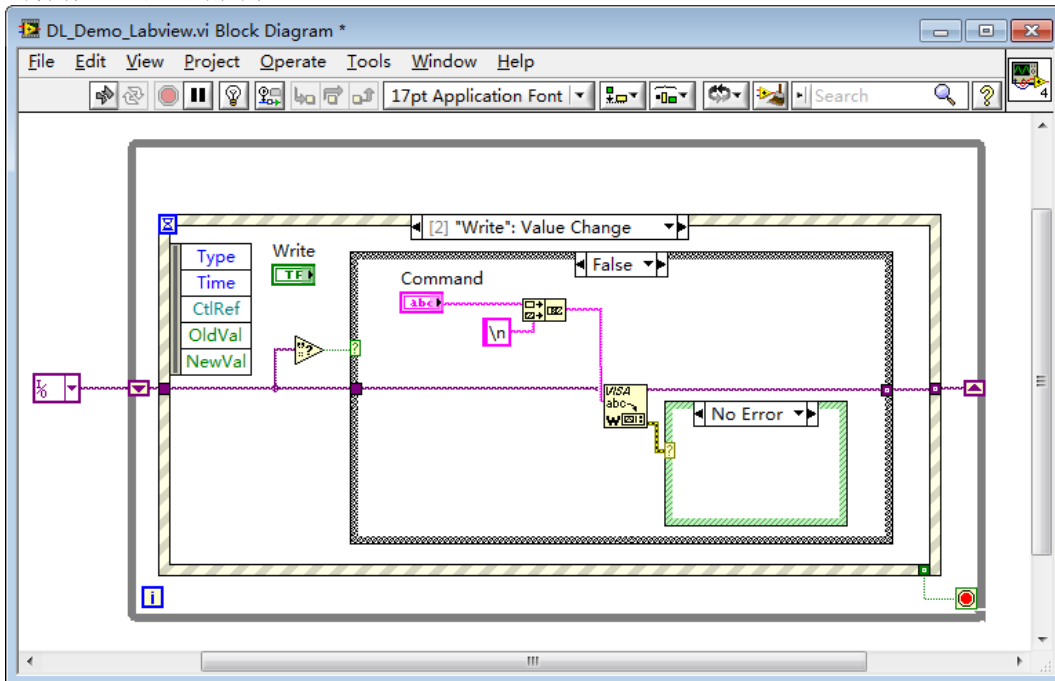 DL_Demo_Labview.vi Block Diagram *
File Edit View Project Operate Tools Window Help
17pt Application Font
Search
4
[2] "Write": Value Change
Type
Time
CtlRef
OldVal
NewVal
Write
TF
False
Command
abc
\n
I/O
VISA
abc
W
No Error
i